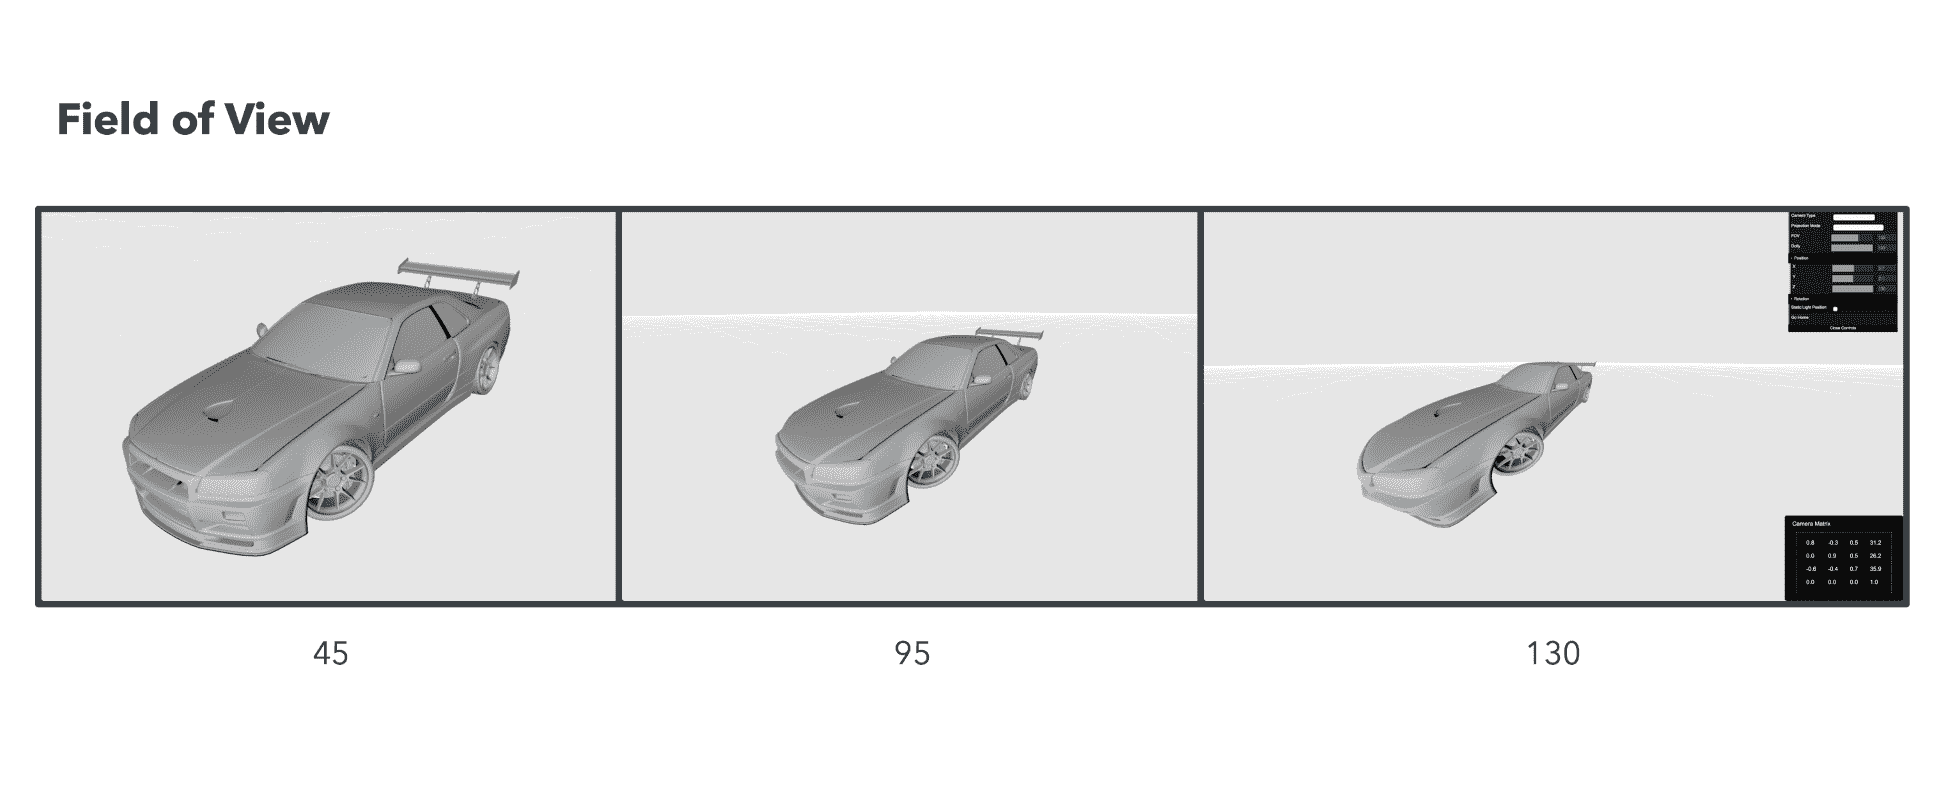 Field of View
Camera Type
Projection Mode
FOV
Dolly
Position
X
Y
Z
Rotation
Static Light Position
Go Home
Close Controls
Camera Matrix
0.8 -0.3 0.5 31.2
0.0 0.9 0.5 26.2
-0.6 -0.4 0.7 35.9
0.0 0.0 0.0 1.0
45
95
130